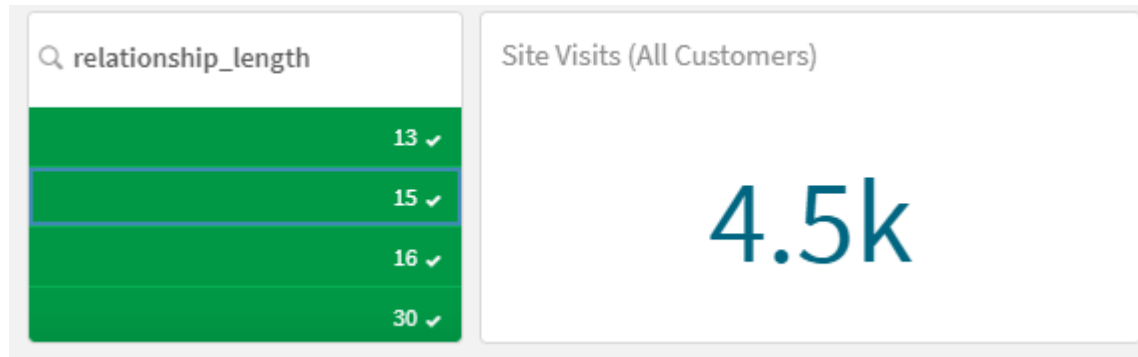 relationship_length
13
15
16
30
Site Visits (All Customers)
4.5k